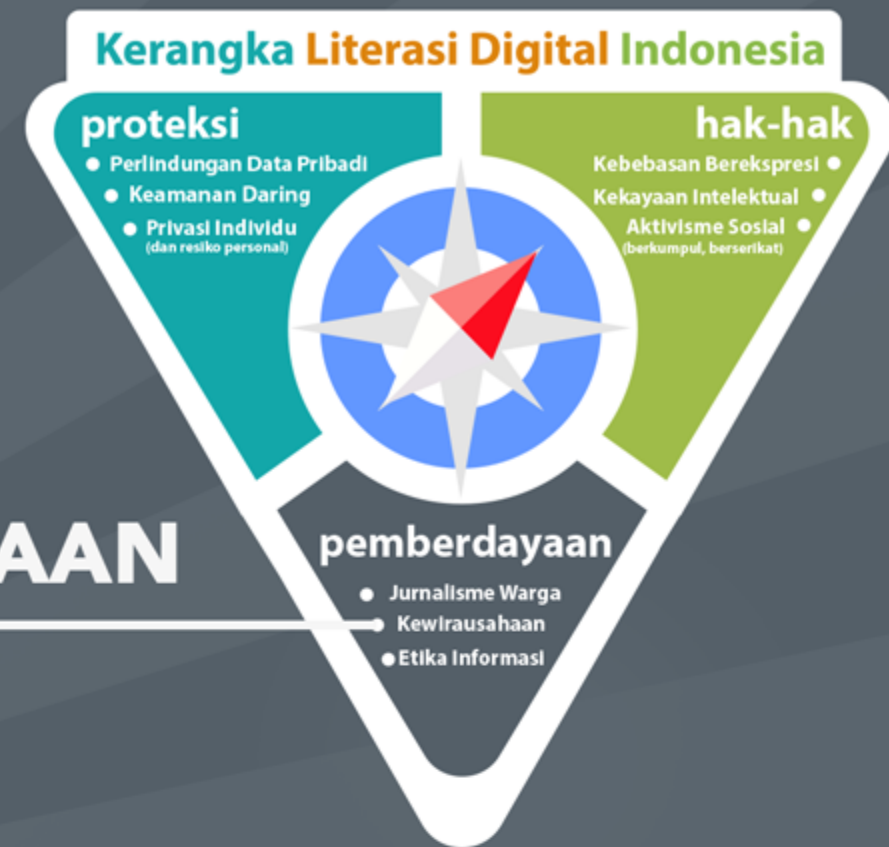 Kerangka Literasi Digital Indonesia
proteksi
Perlindungan Data Pribadi
Keamanan Daring
Privasi Individu
(dan resiko personal)
hak-hak
Kebebasan Berekspresi
Kekayaan Intelektual
Aktivisme Sosial
(berkumpul, berserikat)
AAN
pemberdayaan
Jurnalisme Warga
Kewirausahaan
Etika Informasi